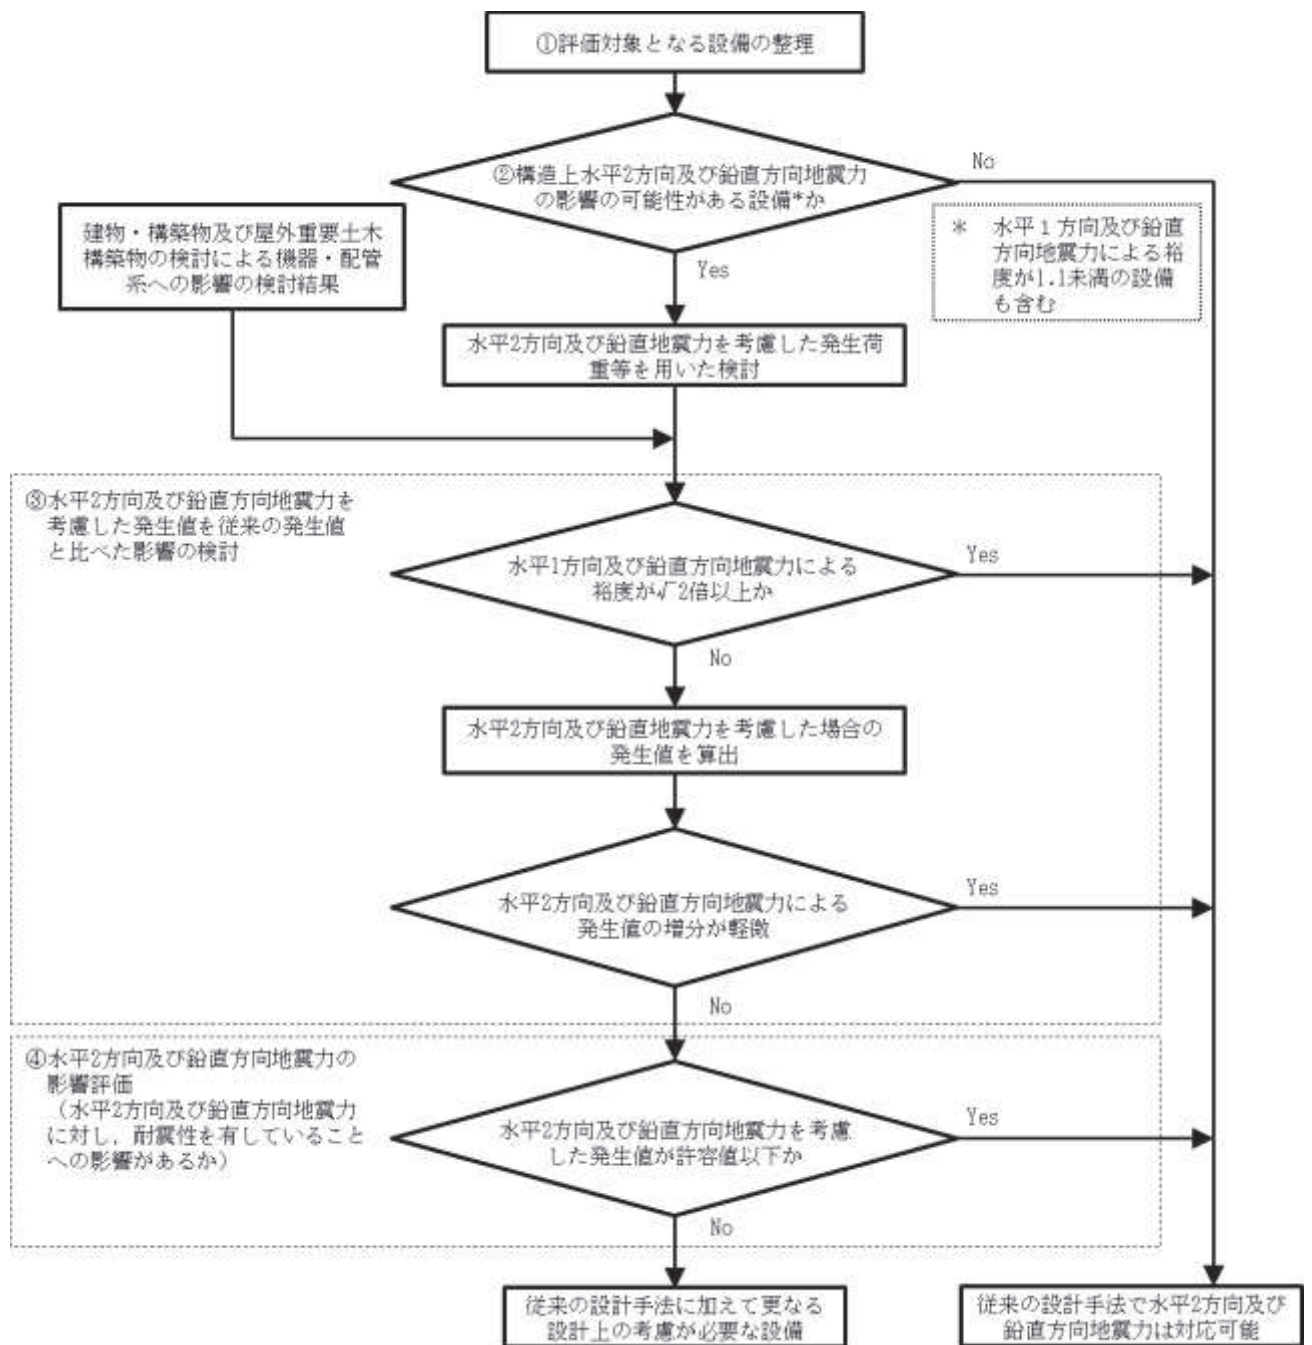 ①評価対象となる設備の整理
②構造上水平2方向及び鉛直方向地震力
の影響の可能性がある設備*か
No
Yes
* 水平1方向及び鉛直
方向地震力による裕
度が1.1未満の設備
も含む
建物・構築物及び屋外重要土木
構築物の検討による機器・配管
系への影響の検討結果
水平2方向及び鉛直地震力を考慮した発生荷
重等を用いた検討
③水平2方向及び鉛直方向地震力を
考慮した発生値を従来の発生値
と比べた影響の検討
水平1方向及び鉛直方向地震力による
裕度が√2倍以上か
Yes
No
水平2方向及び鉛直地震力を考慮した場合の
発生値を算出
水平2方向及び鉛直方向地震力による
発生値の増分が軽微
Yes
No
④水平2方向及び鉛直方向地震力の
影響評価
(水平2方向及び鉛直方向地震力
に対し,耐震性を有していること
への影響があるか)
水平2方向及び鉛直方向地震力を考慮
した発生値が許容値以下か
Yes
No
従来の設計手法に加えて更なる
設計上の考慮が必要な設備
従来の設計手法で水平2方向及び
鉛直方向地震力は対応可能